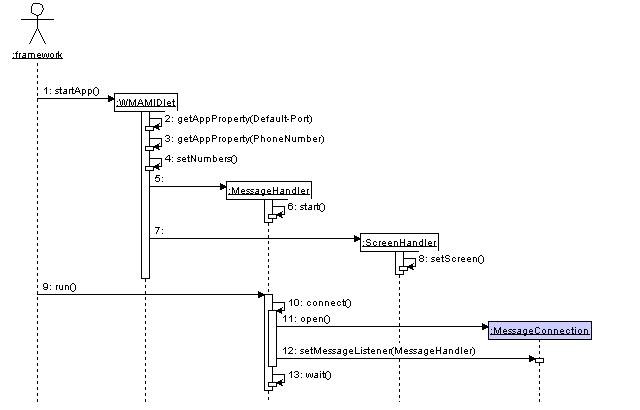 :framework
1: startApp()
:WMAMIDlet
2: getAppProperty(Default-Port)
3: getAppProperty(PhoneNumber)
4: setNumbers()
5:
:MessageHandler
6: start()
7:
:ScreenHandler
8: setScreen()
9: run()
10: connect()
11: open()
:MessageConnection
12: setMessageListener(MessageHandler)
13: wait()